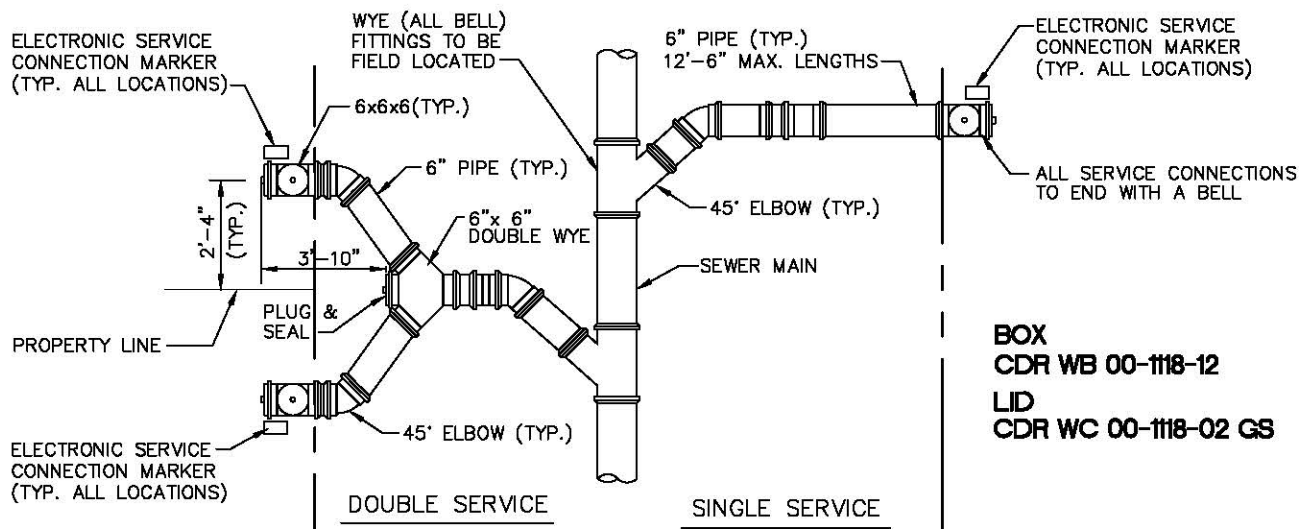 ELECTRONIC SERVICE
CONNECTION MARKER
(TYP. ALL LOCATIONS)
WYE (ALL BELL)
FITTINGS TO BE
FIELD LOCATED
6" PIPE (TYP.)
12'-6" MAX. LENGTHS
ELECTRONIC SERVICE
CONNECTION MARKER
(TYP. ALL LOCATIONS)
6x6x6(TYP.)
6" PIPE (TYP.)
ALL SERVICE CONNECTIONS
TO END WITH A BELL
45° ELBOW (TYP.)
6"x 6"
DOUBLE WYE
2'-4"
(TYP.)
3'-10"
SEWER MAIN
PLUG &
SEAL
PROPERTY LINE
BOX
CDR WB 00-1118-12
LID
CDR WC 00-1118-02 GS
45° ELBOW (TYP.)
ELECTRONIC SERVICE
CONNECTION MARKER
(TYP. ALL LOCATIONS)
DOUBLE SERVICE
SINGLE SERVICE